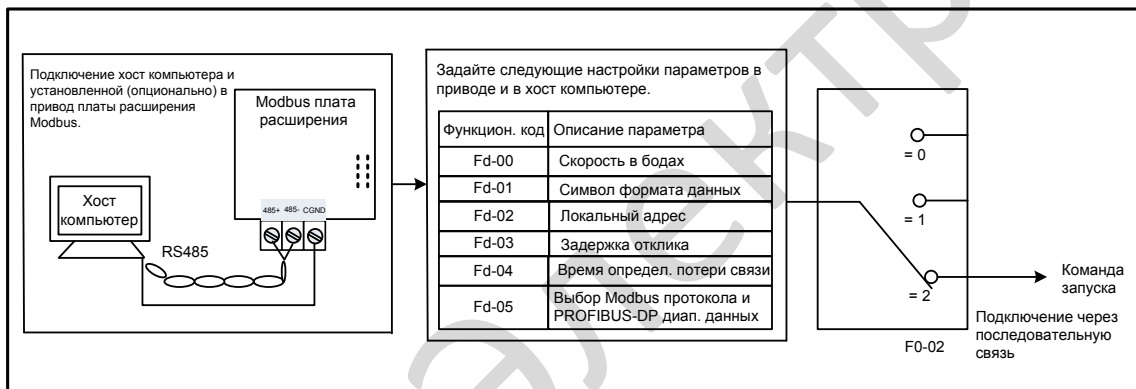 Подключение хост компьютера и
установленной (опционально) в
привод платы расширения
Modbus.
Modbus плата
расширения
485+ 485- CGND
Хост
компьютер
RS485
Задайте следующие настройки параметров в
приводе и в хост компьютере.
Функцион. код Описание параметра
Fd-00 Скорость в бодах
Fd-01 Символ формата данных
Fd-02 Локальный адрес
Fd-03 Задержка отклика
Fd-04 Время определ. потери связи
Fd-05 Выбор Modbus протокола и
PROFIBUS-DP диап. данных
= 0
= 1
= 2
F0-02
Команда
запуска
Подключение через
последовательную
связь